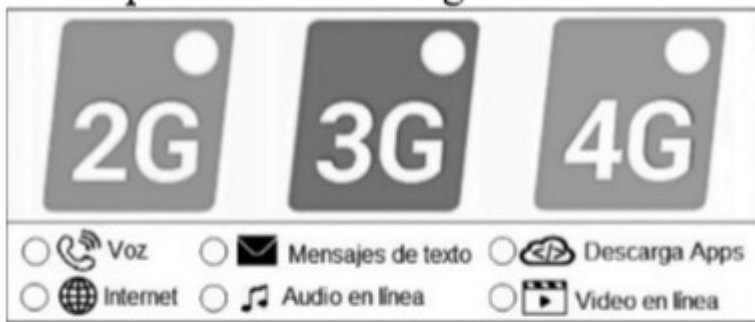 2G 3G 4G
Voz Mensajes de texto Descarga Apps
Internet Audio en línea Video en línea